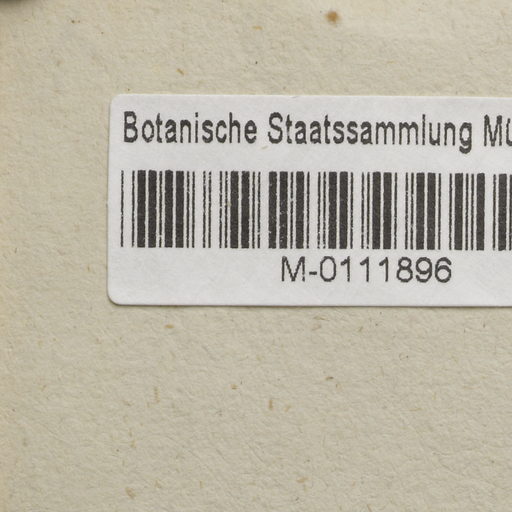 Botanische Staatssammlung Mü
M-0111896